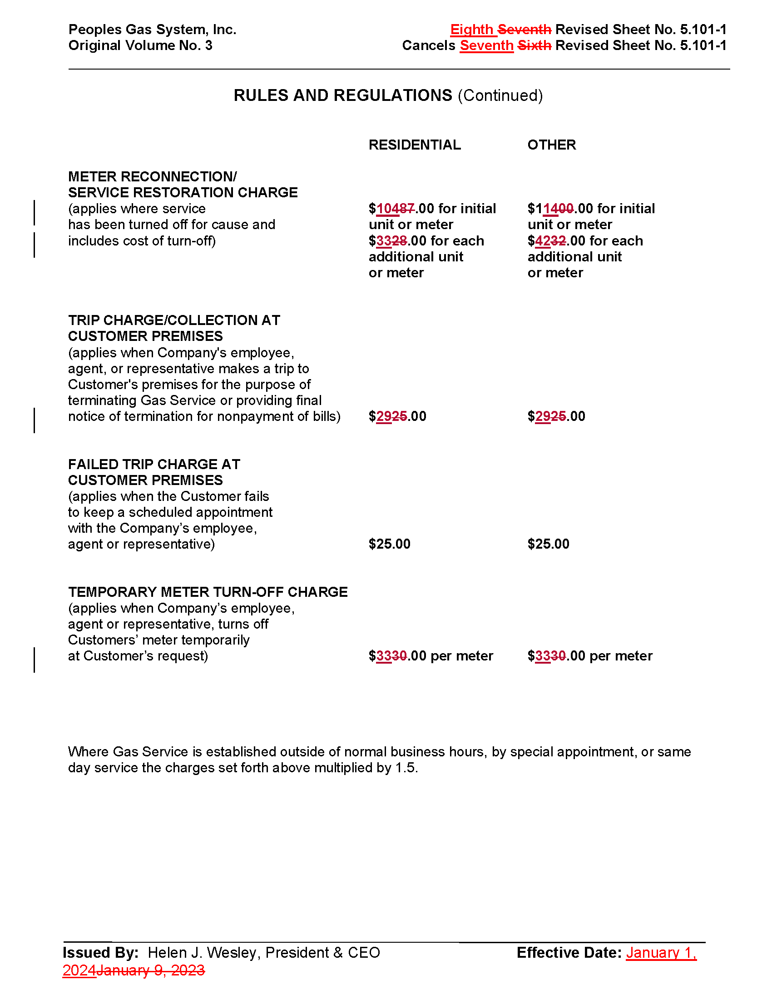 Peoples Gas System, Inc. Eighth Seventh Revised Sheet No. 5.101-1
Original Volume No. 3 Cancels Seventh Sixth Revised Sheet No. 5.101-1
RULES AND REGULATIONS (Continued)
RESIDENTIAL OTHER
METER RECONNECTION/
SERVICE RESTORATION CHARGE
(applies where service $10487.00 for initial $11400.00 for initial
has been turned off for cause and unit or meter unit or meter
includes cost of turn-off) $3328.00 for each $4232.00 for each
additional unit additional unit
or meter or meter
TRIP CHARGE/COLLECTION AT
CUSTOMER PREMISES
(applies when Company's employee,
agent, or representative makes a trip to
Customer's premises for the purpose of
terminating Gas Service or providing final
notice of termination for nonpayment of bills) $2925.00 $2925.00
FAILED TRIP CHARGE AT
CUSTOMER PREMISES
(applies when the Customer fails
to keep a scheduled appointment
with the Company’s employee,
agent or representative) $25.00 $25.00
TEMPORARY METER TURN-OFF CHARGE
(applies when Company’s employee,
agent or representative, turns off
Customers’ meter temporarily
at Customer’s request) $3330.00 per meter $3330.00 per meter
Where Gas Service is established outside of normal business hours, by special appointment, or same
day service the charges set forth above multiplied by 1.5.
Issued By: Helen J. Wesley, President & CEO Effective Date: January 1,
2024January 9, 2023